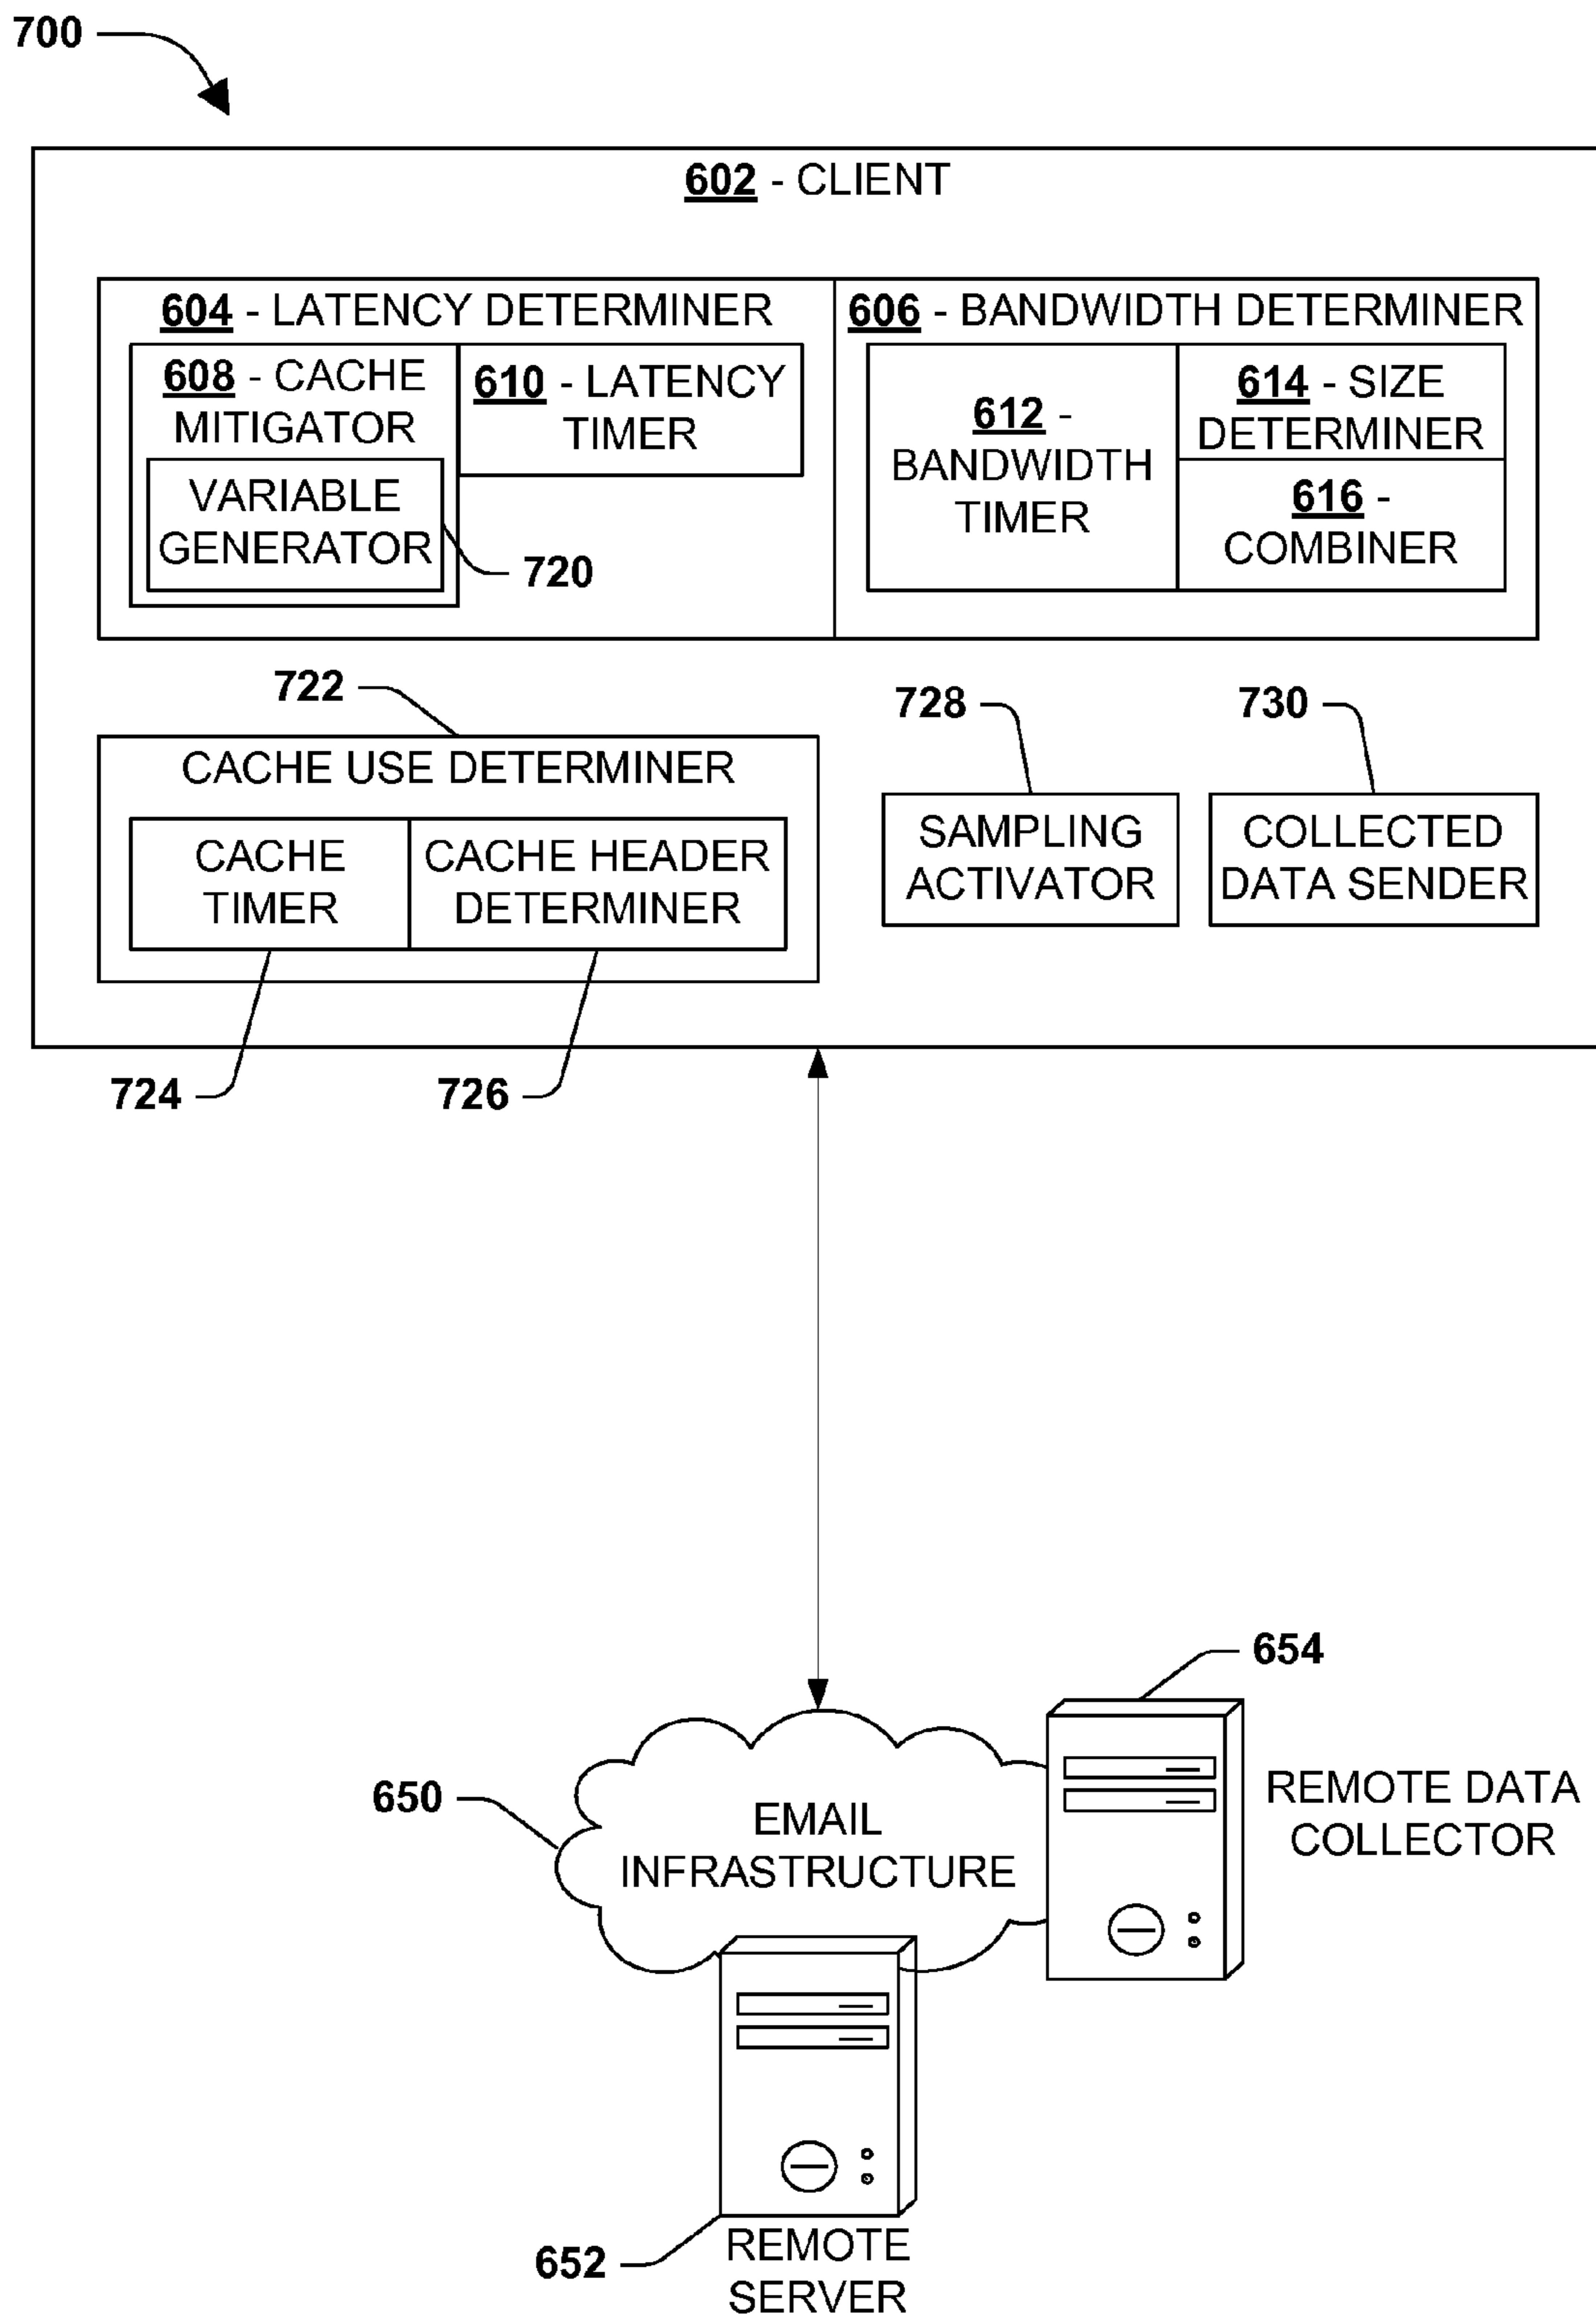 700
602 - CLIENT
604 - LATENCY DETERMINER
606 - BANDWIDTH DETERMINER
608 - CACHE
MITIGATOR
VARIABLE
GENERATOR
720
610 - LATENCY
TIMER
612 -
BANDWIDTH
TIMER
614 - SIZE
DETERMINER
616 -
COMBINER
722
CACHE USE DETERMINER
CACHE
TIMER
CACHE HEADER
DETERMINER
724
726
728
SAMPLING
ACTIVATOR
730
COLLECTED
DATA SENDER
654
REMOTE DATA
COLLECTOR
650
EMAIL
INFRASTRUCTURE
652
REMOTE
SERVER